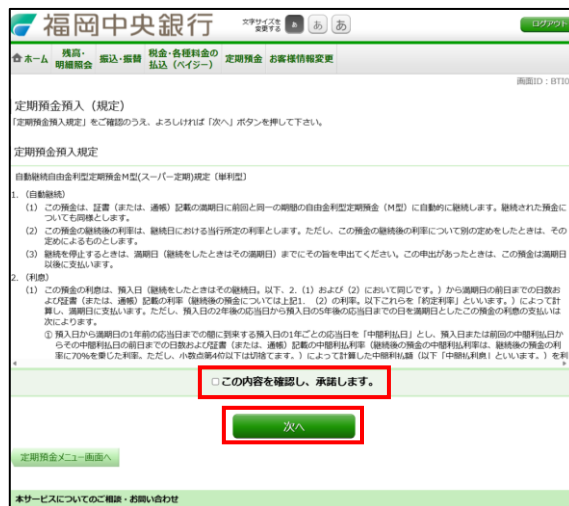 福岡中央銀行
文字サイズを変更する あ あ あ
ログアウト
ホーム 残高・明細照会 振込・振替 税金・各種料金の払込（ペイジー） 定期預金 お客様情報変更
画面ID：BTI0
定期預金預入（規定）
「定期預金預入規定」をご確認のうえ、よろしければ「次へ」ボタンを押して下さい。
定期預金預入規定
自動継続自由金利型定期預金M型(スーパー定期)規定〔単利型〕
1. （自動継続）
(1) この預金は、証書（または、通帳）記載の満期日に前回と同一の期間の自由金利型定期預金（M型）に自動的に継続します。継続された預金に
ついても同様とします。
(2) この預金の継続後の利率は、継続日における当行所定の利率とします。ただし、この預金の継続後の利率について別の定めをしたときは、その
定めによるものとします。
(3) 継続を停止するときは、満期日（継続をしたときはその満期日）までにその旨を申出てください。この申出があったときは、この預金は満期日
以後に支払います。
2. （利息）
(1) この預金の利息は、預入日（継続をしたときはその継続日。以下、2.（1）および（2）において同じです。）から満期日の前日までの日数お
よび証書（または、通帳）記載の利率（継続後の預金については上記1.（2）の利率。以下これらを「約定利率」といいます。）によって計
算し、満期日に支払います。ただし、預入日の2年後の応当日から預入日の5年後の応当日までの日を満期日としたこの預金の利息の支払いは
次によります。
① 預入日から満期日の1年前の応当日までの間に到来する預入日の1年ごとの応当日を「中間利払日」とし、預入日または前回の中間利払日か
らその中間利払日の前日までの日数および証書（または、通帳）記載の中間利払利率（継続後の預金の中間利払利率は、継続後の預金の利
率に70%を乗じた利率。ただし、小数点第4位以下は切捨てます。）によって計算した中間利払額（以下「中間払利息」といいます。）を利
この内容を確認し、承諾します。
次へ
定期預金メニュー画面へ
本サービスについてのご相談・お問い合わせ